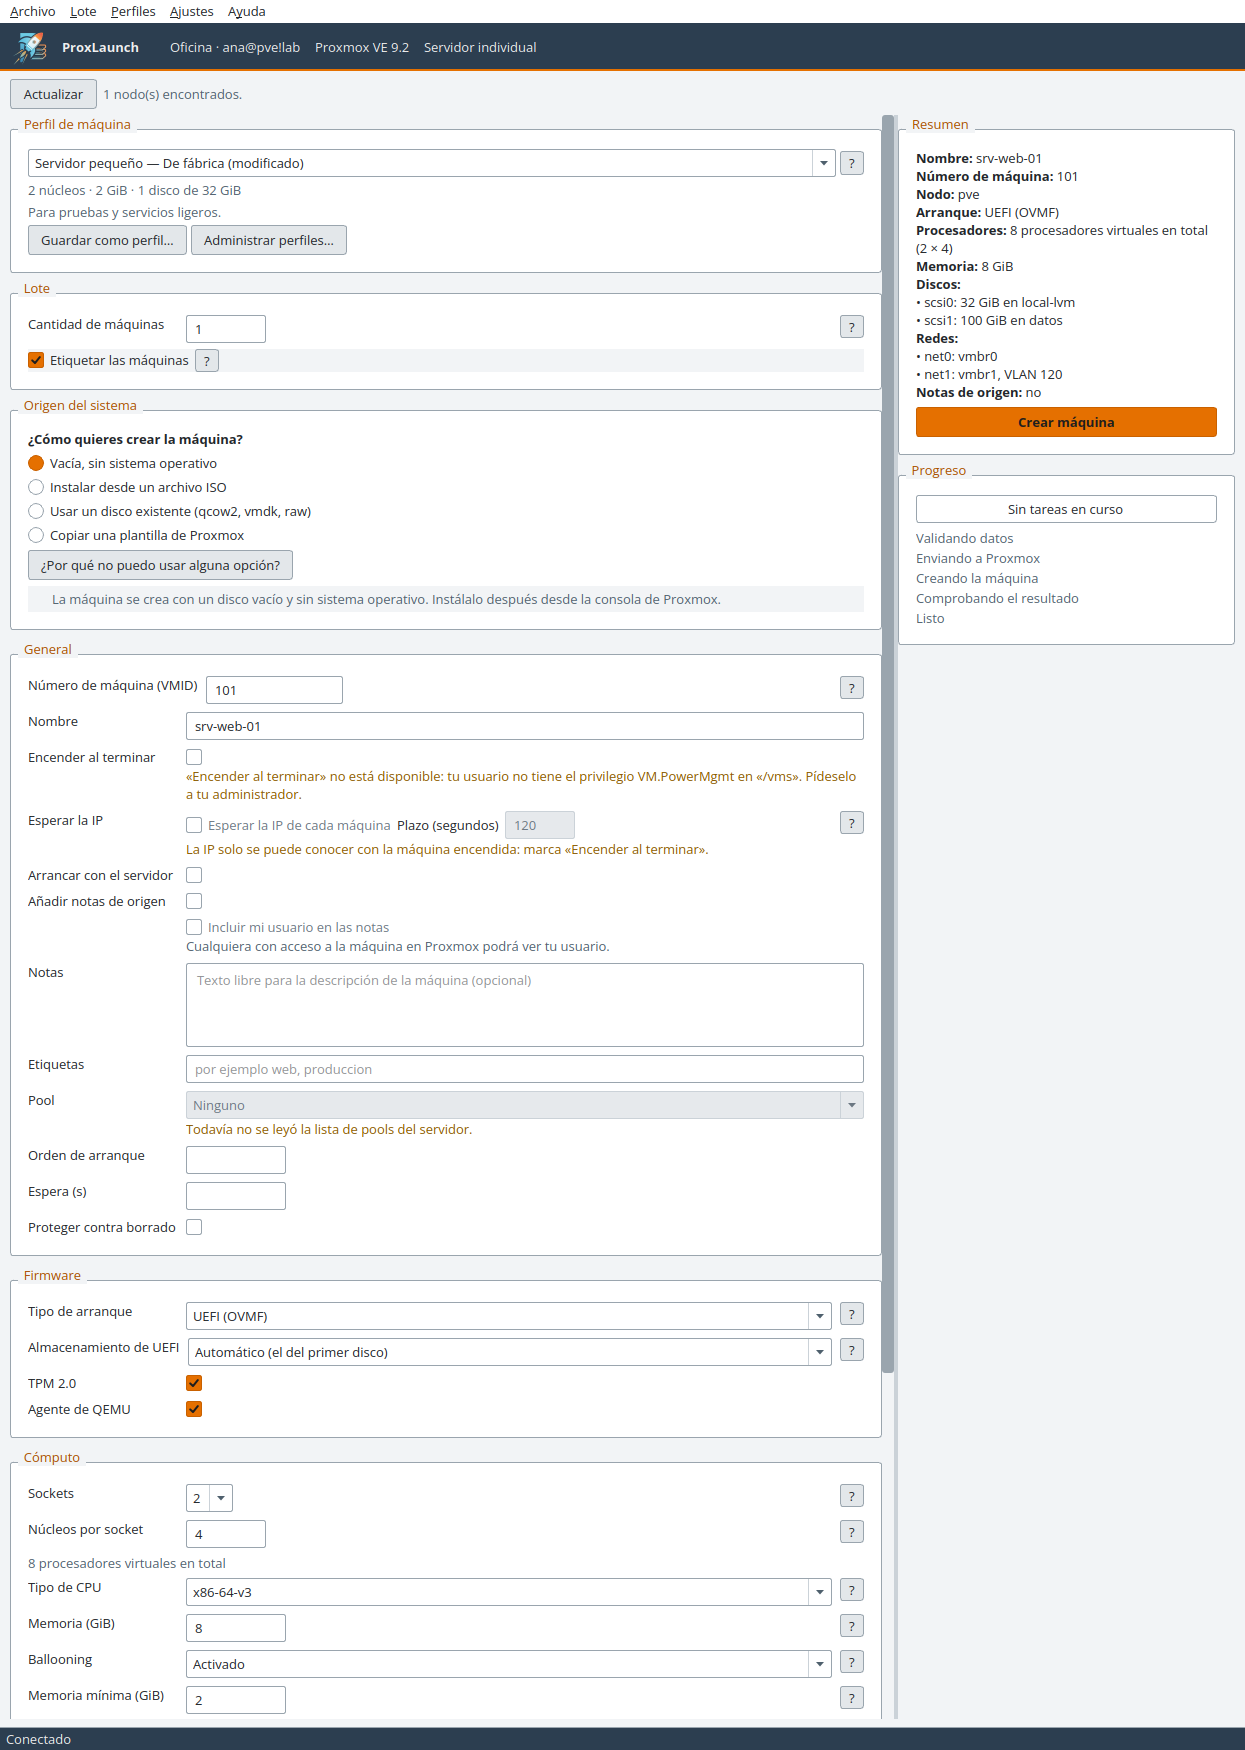 Archivo Lote Perfiles Ajustes Ayuda
ProxLaunch Oficina · ana@pve!lab Proxmox VE 9.2 Servidor individual
Actualizar 1 nodo(s) encontrados.
Perfil de máquina
Servidor pequeño — De fábrica (modificado) ?
2 núcleos · 2 GiB · 1 disco de 32 GiB
Para pruebas y servicios ligeros.
Guardar como perfil... Administrar perfiles...
Lote
Cantidad de máquinas 1 ?
Etiquetar las máquinas ?
Origen del sistema
¿Cómo quieres crear la máquina?
Vacía, sin sistema operativo
Instalar desde un archivo ISO
Usar un disco existente (qcow2, vmdk, raw)
Copiar una plantilla de Proxmox
¿Por qué no puedo usar alguna opción?
La máquina se crea con un disco vacío y sin sistema operativo. Instálalo después desde la consola de Proxmox.
General
Número de máquina (VMID) 101 ?
Nombre srv-web-01
Encender al terminar
«Encender al terminar» no está disponible: tu usuario no tiene el privilegio VM.PowerMgmt en «/vms». Pídeselo
a tu administrador.
Esperar la IP Esperar la IP de cada máquina Plazo (segundos) 120 ?
La IP solo se puede conocer con la máquina encendida: marca «Encender al terminar».
Arrancar con el servidor
Añadir notas de origen
Incluir mi usuario en las notas
Cualquiera con acceso a la máquina en Proxmox podrá ver tu usuario.
Notas Texto libre para la descripción de la máquina (opcional)
Etiquetas por ejemplo web, produccion
Pool Ninguno
Todavía no se leyó la lista de pools del servidor.
Orden de arranque
Espera (s)
Proteger contra borrado
Firmware
Tipo de arranque UEFI (OVMF) ?
Almacenamiento de UEFI Automático (el del primer disco) ?
TPM 2.0
Agente de QEMU
Cómputo
Sockets 2 ?
Núcleos por socket 4 ?
8 procesadores virtuales en total
Tipo de CPU x86-64-v3 ?
Memoria (GiB) 8 ?
Ballooning Activado ?
Memoria mínima (GiB) 2 ?
Resumen
Nombre: srv-web-01
Número de máquina: 101
Nodo: pve
Arranque: UEFI (OVMF)
Procesadores: 8 procesadores virtuales en total
(2 × 4)
Memoria: 8 GiB
Discos:
• scsi0: 32 GiB en local-lvm
• scsi1: 100 GiB en datos
Redes:
• net0: vmbr0
• net1: vmbr1, VLAN 120
Notas de origen: no
Crear máquina
Progreso
Sin tareas en curso
Validando datos
Enviando a Proxmox
Creando la máquina
Comprobando el resultado
Listo
Conectado